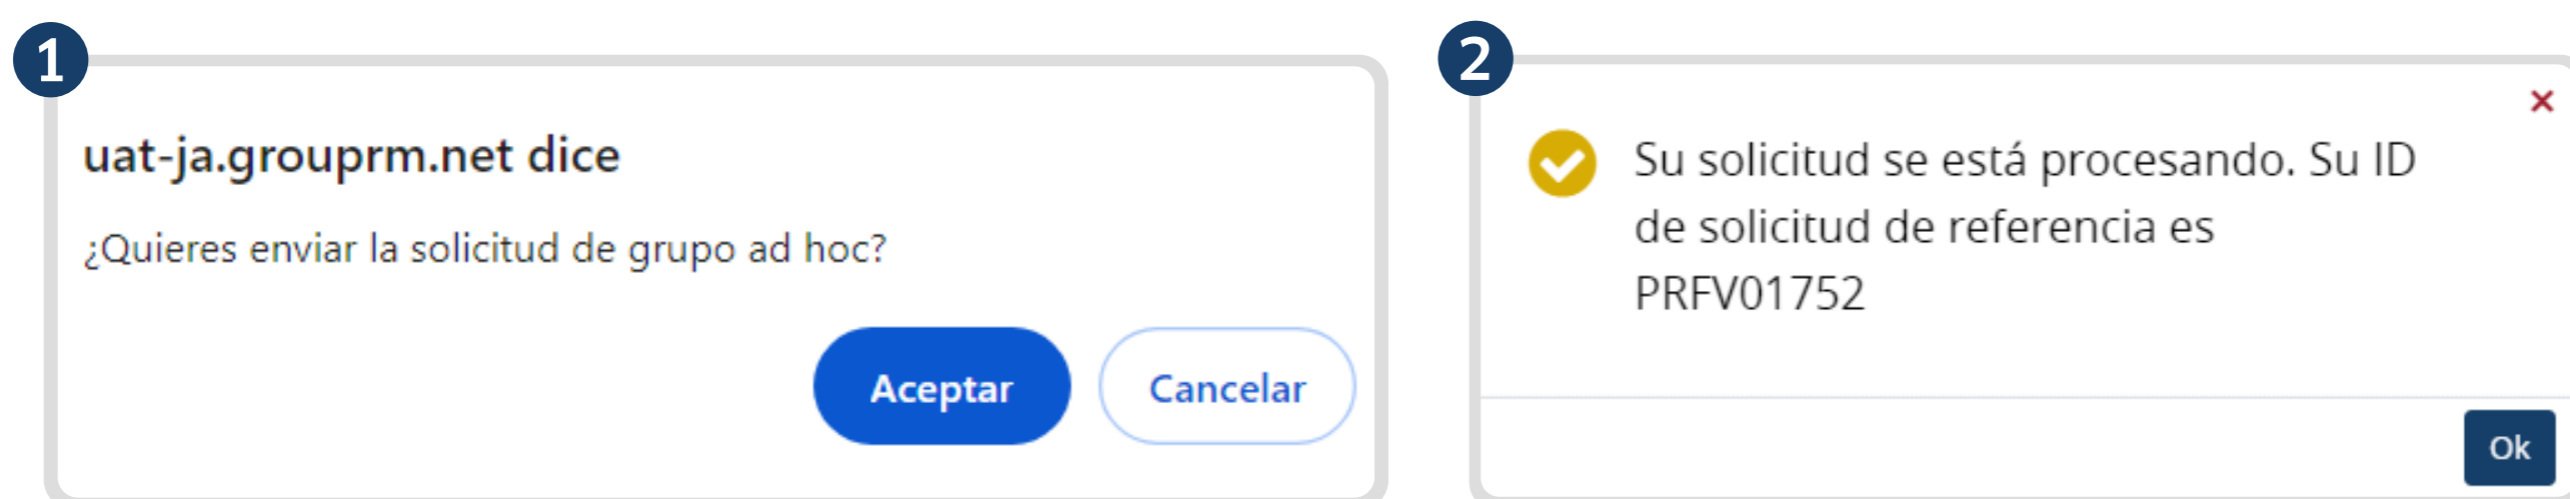 1
uat-ja.grouprm.net dice
¿Quieres enviar la solicitud de grupo ad hoc?
Aceptar
Cancelar
2
×
Su solicitud se está procesando. Su ID
de solicitud de referencia es
PRFV01752
Ok